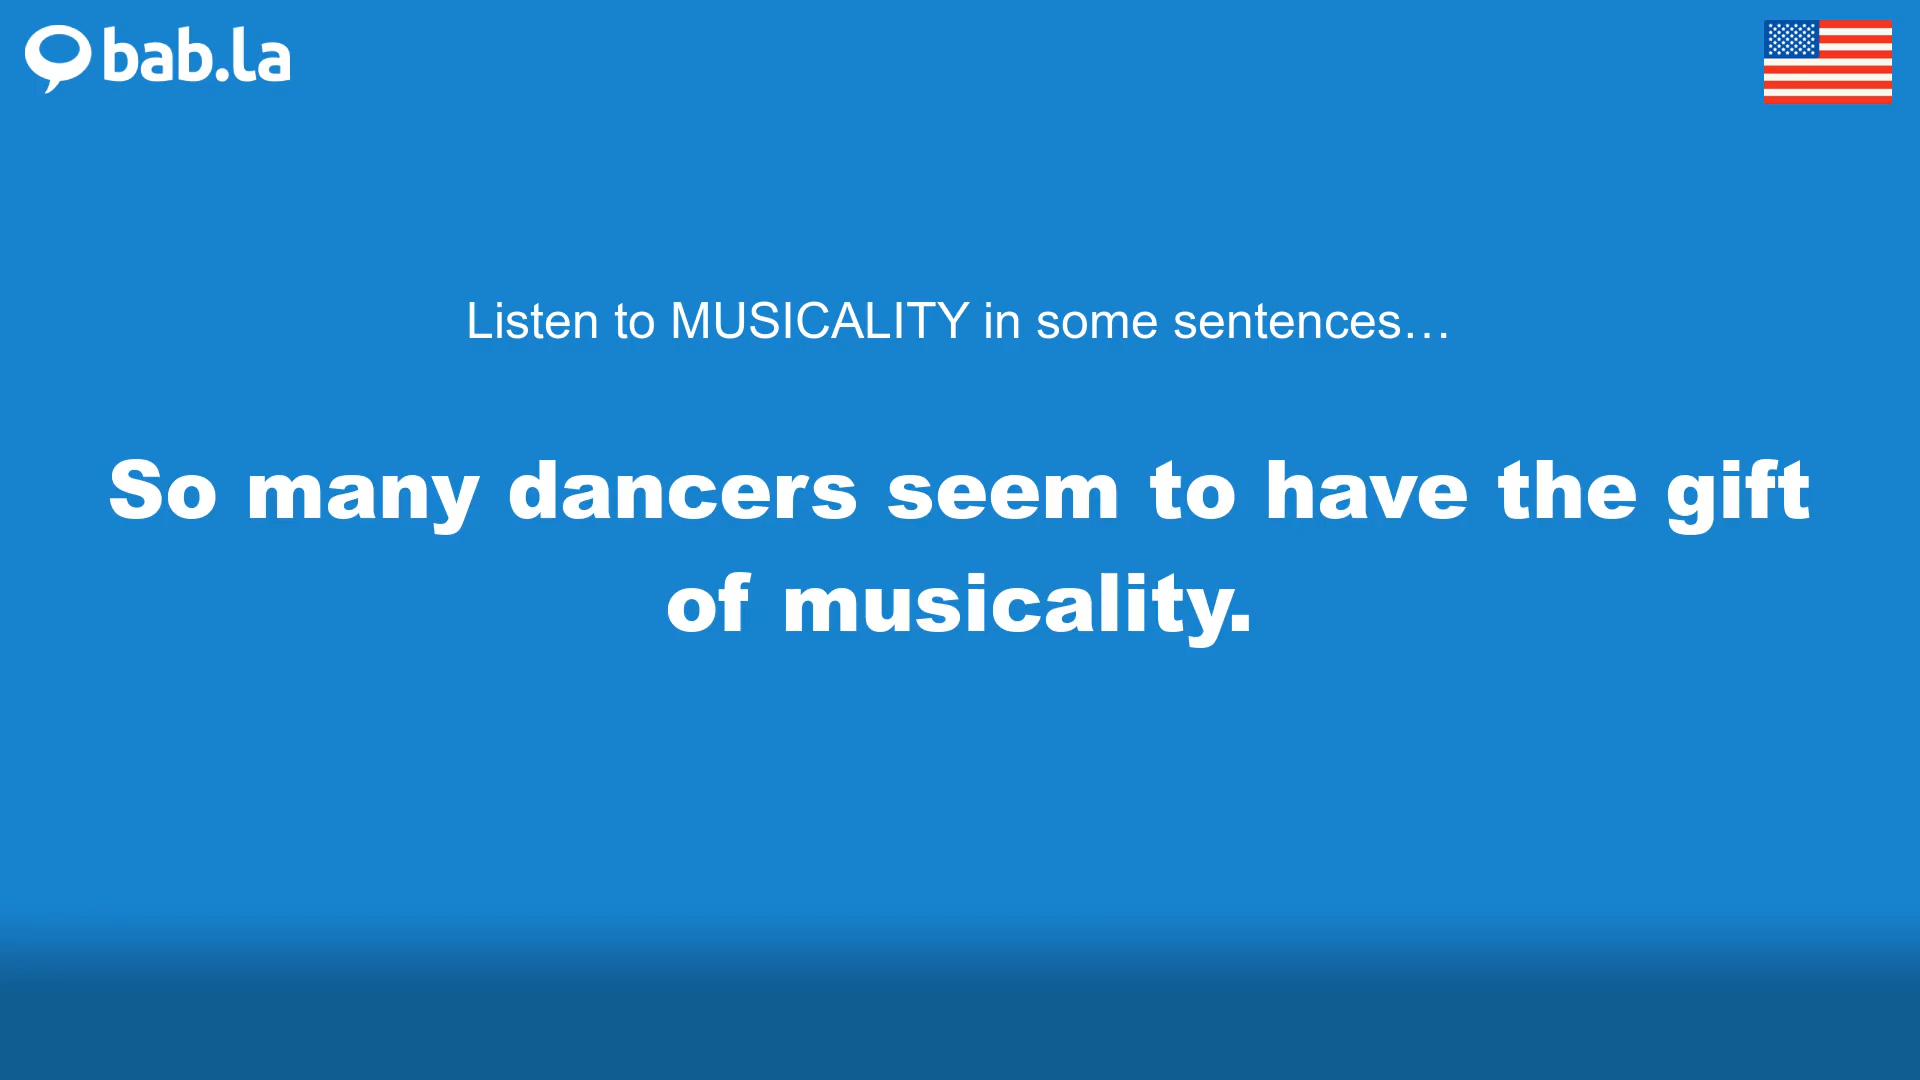 bab.la
Listen to MUSICALITY in some sentences…
So many dancers seem to have the gift
of musicality.